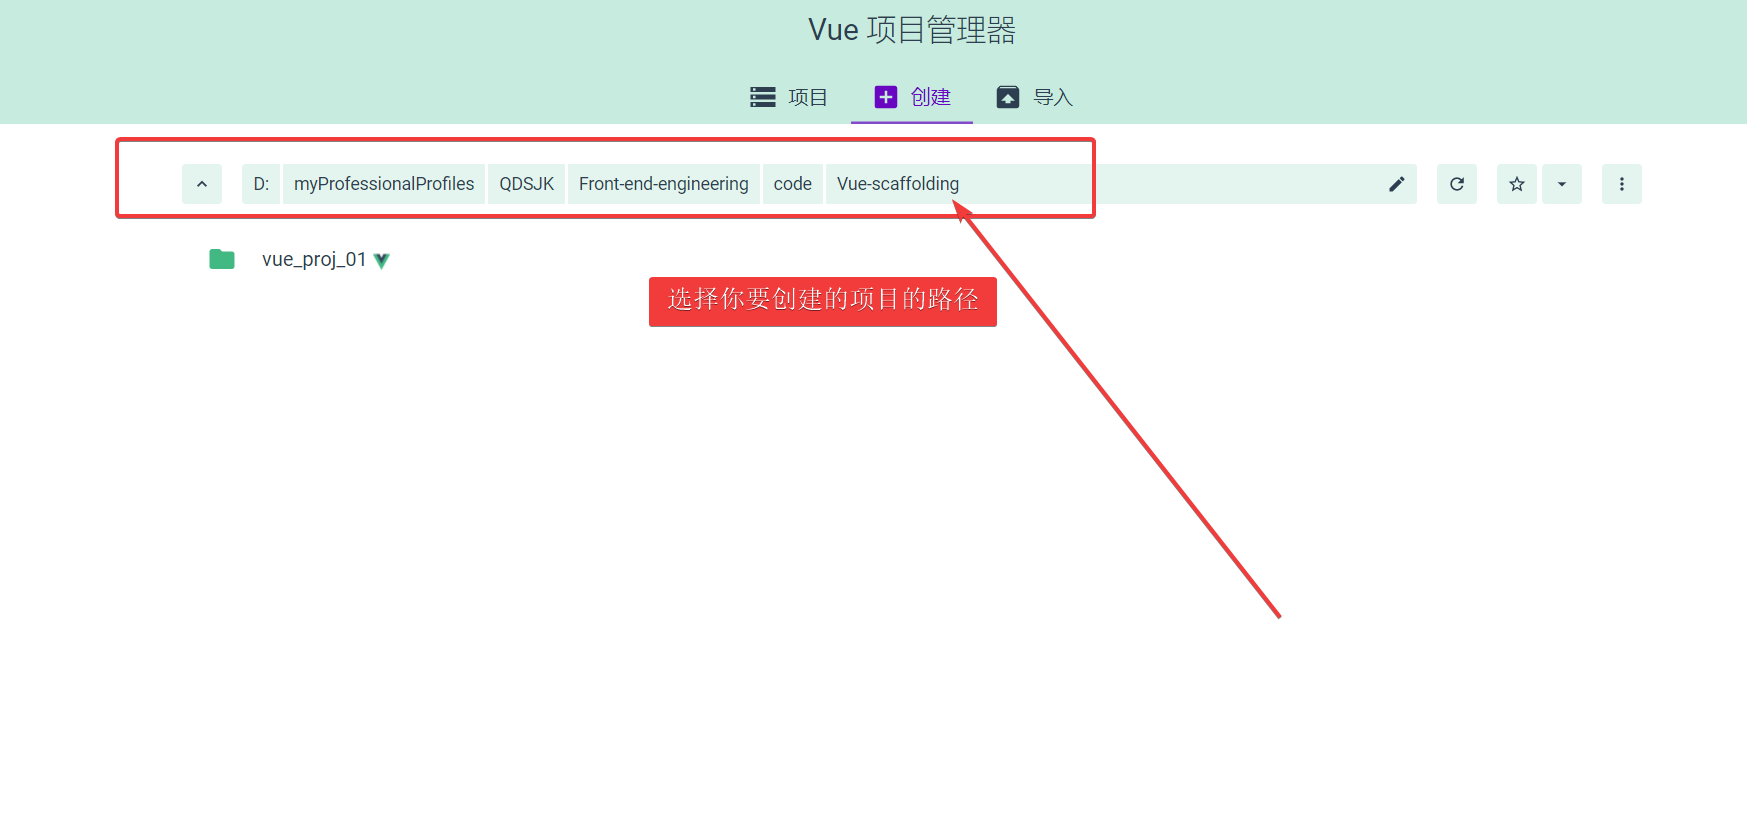 Vue 项目管理器
项目 创建 导入
D: myProfessionalProfiles QDSJK Front-end-engineering code Vue-scaffolding
vue_proj_01
选择你要创建的项目的路径